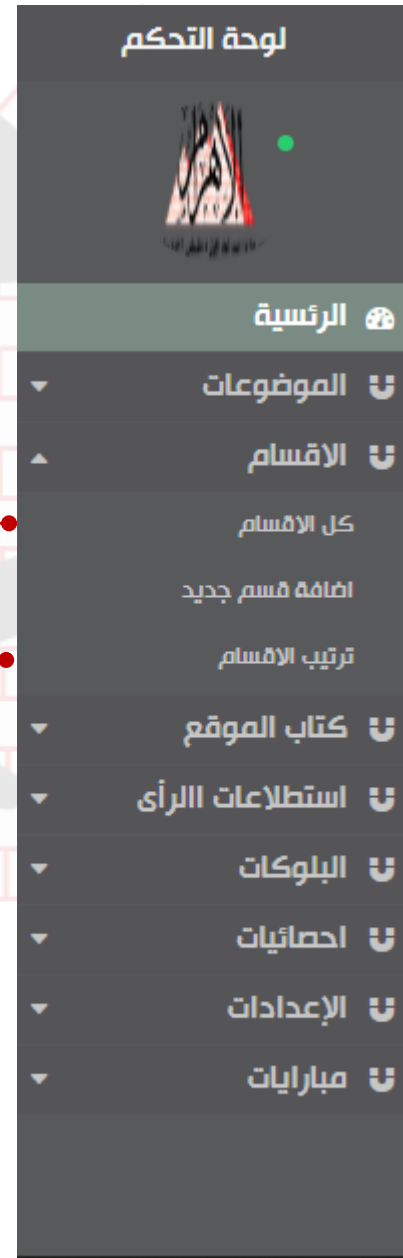 لوحة التحكم
الأهرام
الرئسية
الموضوعات
الاقسام
كل الاقسام
اضافة قسم جديد
ترتيب الاقسام
كتاب الموقع
استطلاعات االرأى
البلوكات
احصائيات
الإعدادات
مبارايات